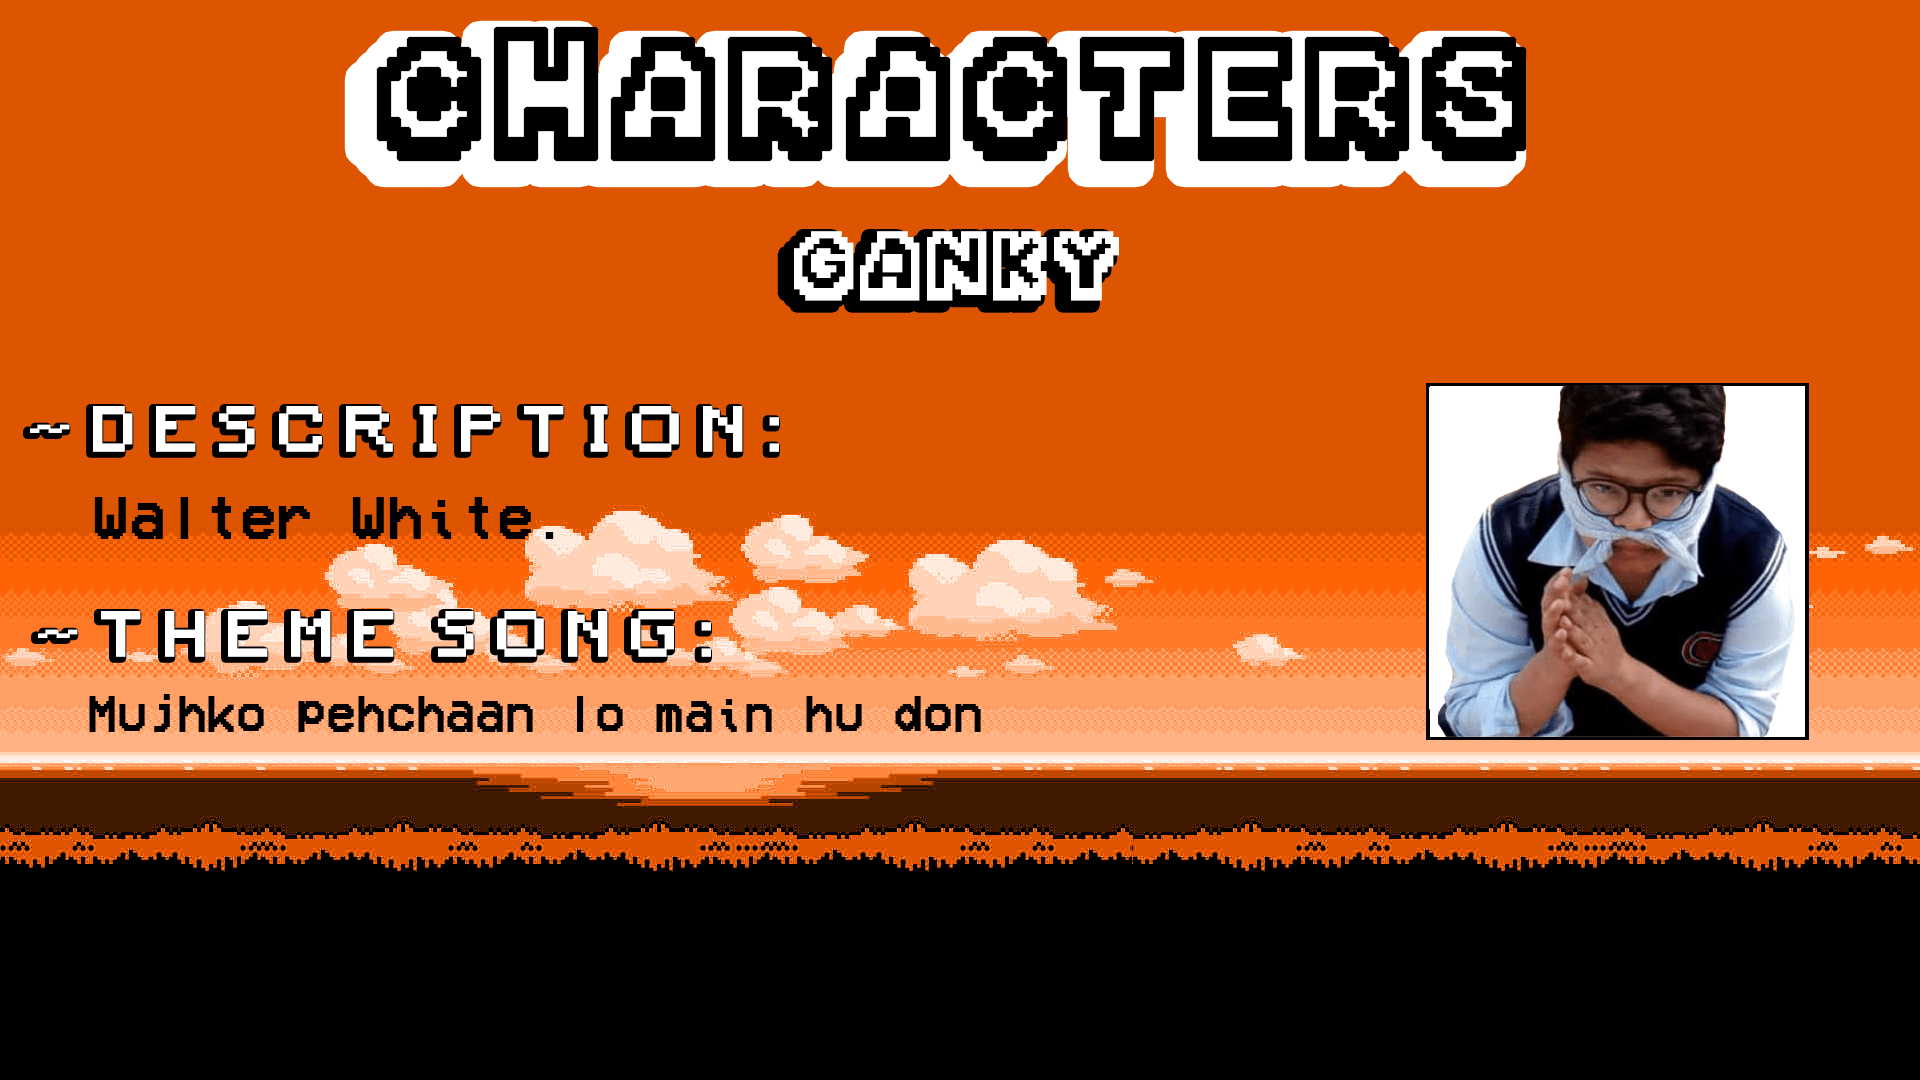 CHARACTERS
GANKY
~DESCRIPTION:
Walter White.
~THEME SONG:
Mujhko pehchaan lo main hu don